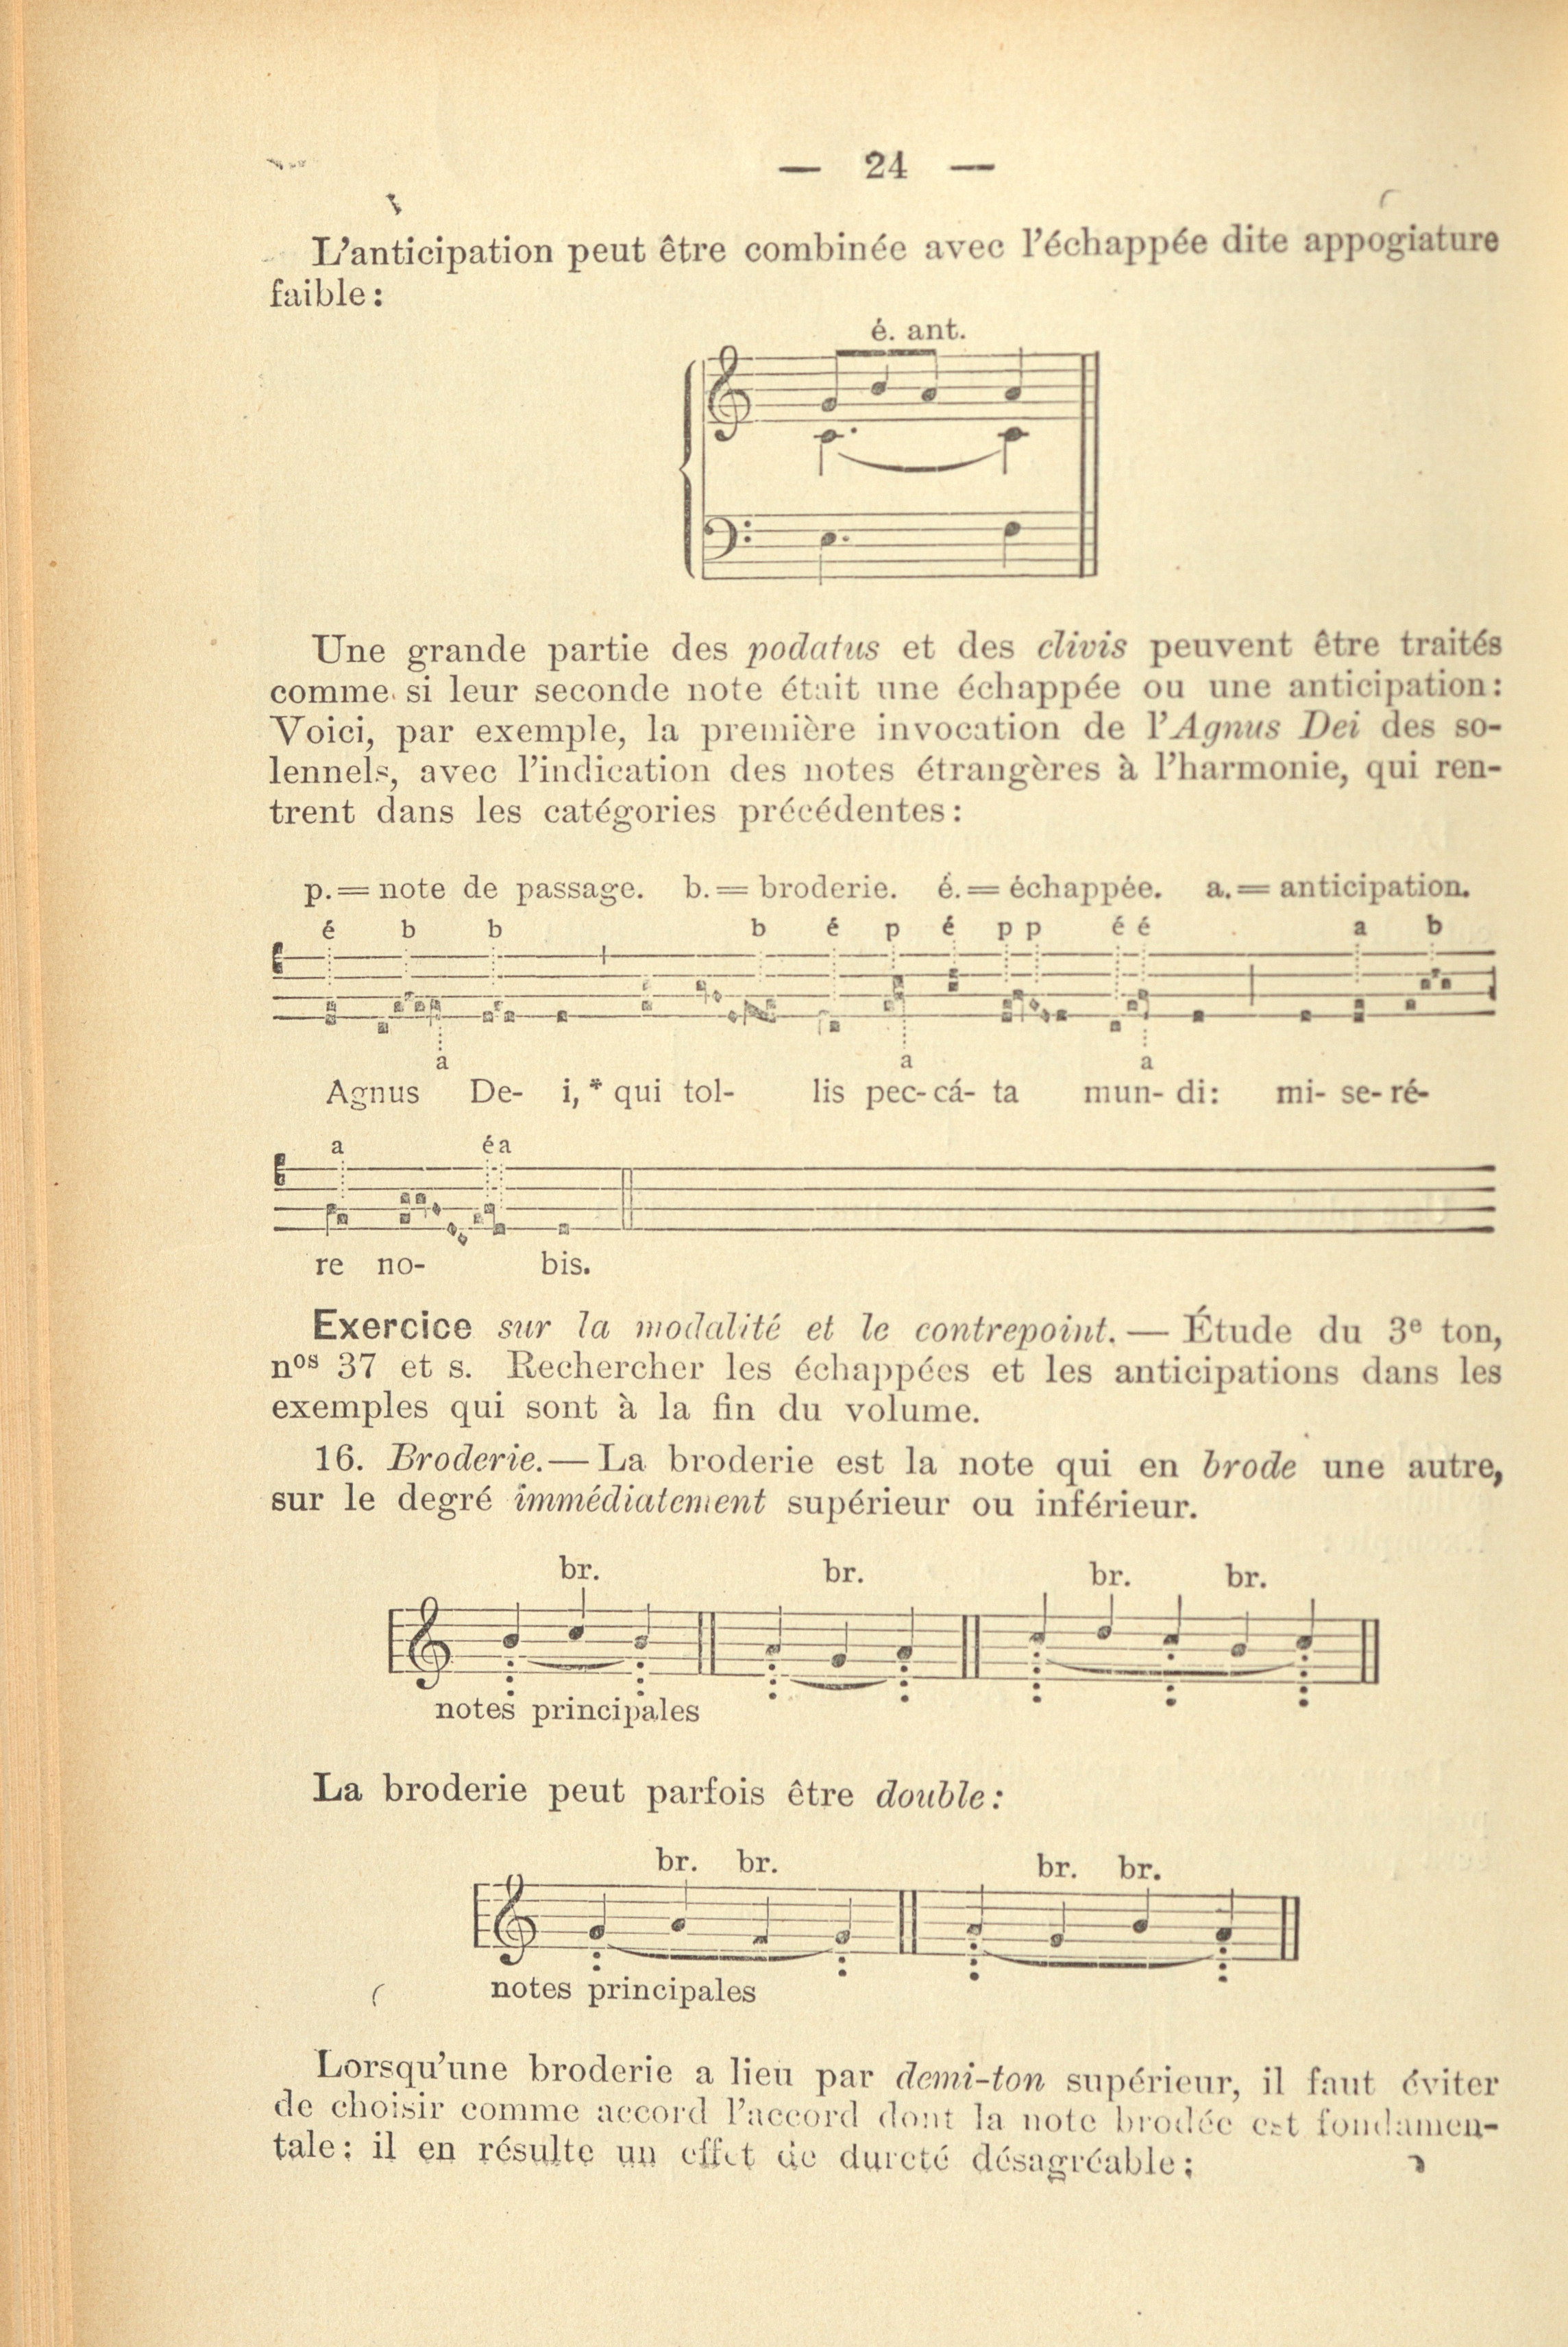 — 24 —
L'anticipation peut être combinée avec l'échappée dite appogiature
faible :
é. ant.
Une grande partie des podatus et des clivis peuvent être traités
comme si leur seconde note était une échappée ou une anticipation :
Voici, par exemple, la première invocation de l'Agnus Dei des so-
lennels, avec l'indication des notes étrangères à l'harmonie, qui ren-
trent dans les catégories précédentes :
p. = note de passage. b. = broderie. é. = échappée. a. = anticipation.
é b b b é p é p p é é a b
a a a
Agnus De- i, * qui tol- lis pec- cá- ta mun- di: mi- se- ré-
a é a
re no- bis.
Exercice sur la modalité et le contrepoint. — Étude du 3e ton,
nos 37 et s. Rechercher les échappées et les anticipations dans les
exemples qui sont à la fin du volume.
16. Broderie. — La broderie est la note qui en brode une autre,
sur le degré immédiatement supérieur ou inférieur.
br. br. br. br.
notes principales
La broderie peut parfois être double :
br. br. br. br.
notes principales
Lorsqu'une broderie a lieu par demi-ton supérieur, il faut éviter
de choisir comme accord l'accord dont la note brodée est fondamen-
tale ; il en résulte un effet de dureté désagréable ;